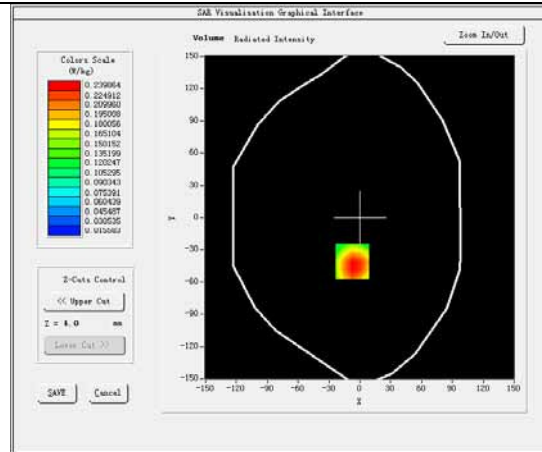 SAR Visualisation Graphical Interface
Volume Radiated Intensity
Zoom In/Out
Colors Scale
(W/kg)
0.239864
0.224912
0.209960
0.195008
0.180056
0.165104
0.150152
0.135199
0.120247
0.105295
0.090343
0.075391
0.060439
0.045487
0.030535
0.015583
Z-Cuts Control
<< Upper Cut
Z = 4.0 mm
Lower Cut >>
SAVE Cancel
150
120
90
60
30
0
-30
-60
-90
-120
-150
Y
-150 -120 -90 -60 -30 0 30 60 90 120 150
X